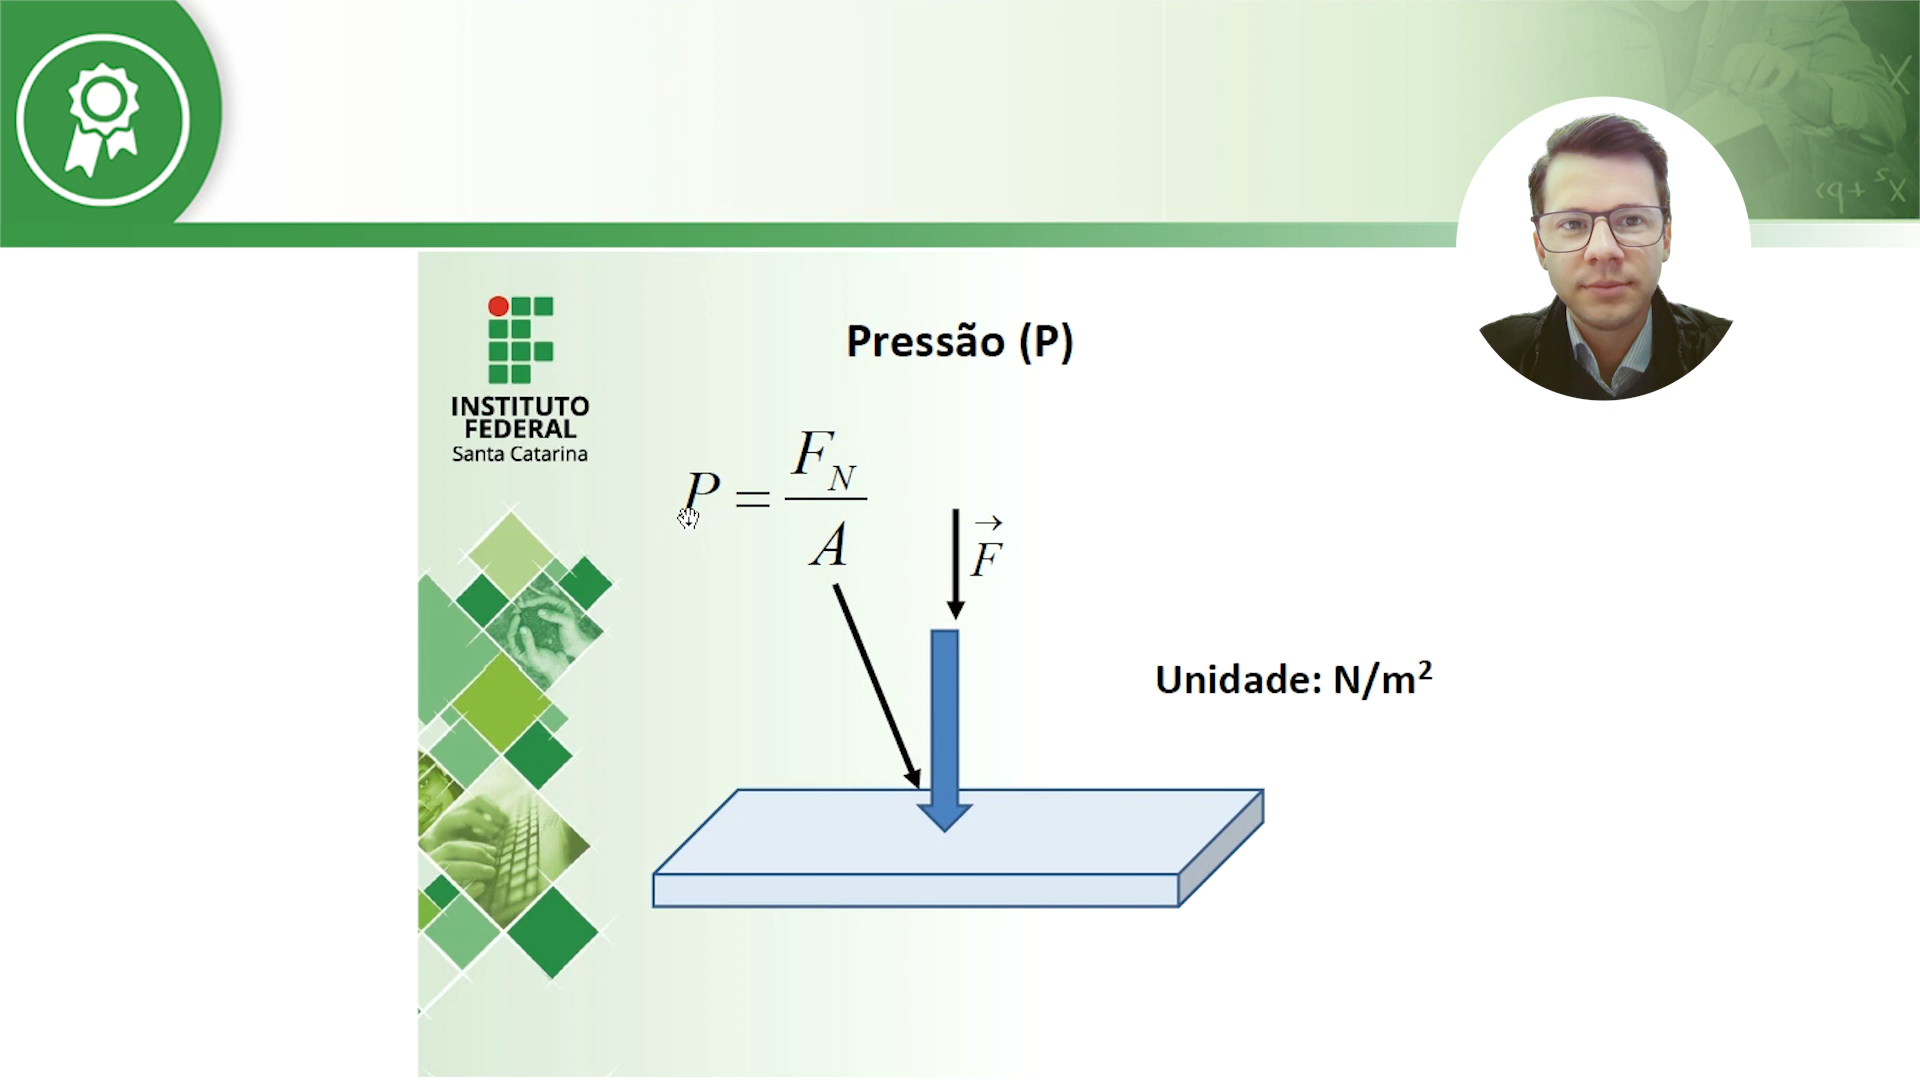 Pressão (P)
INSTITUTO
FEDERAL
Santa Catarina
P = F_N / A
F
Unidade: N/m²